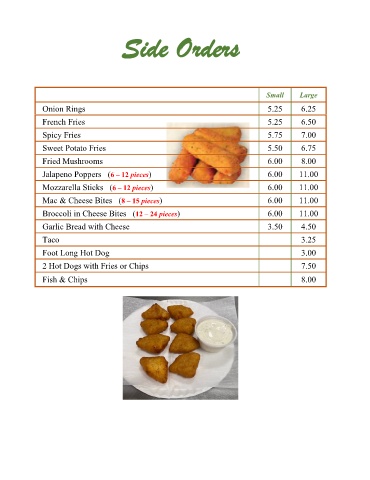 Side Orders
Small Large
Onion Rings 5.25 6.25
French Fries 5.25 6.50
Spicy Fries 5.75 7.00
Sweet Potato Fries 5.50 6.75
Fried Mushrooms 6.00 8.00
Jalapeno Poppers (6 – 12 pieces) 6.00 11.00
Mozzarella Sticks (6 – 12 pieces) 6.00 11.00
Mac & Cheese Bites (8 – 15 pieces) 6.00 11.00
Broccoli in Cheese Bites (12 – 24 pieces) 6.00 11.00
Garlic Bread with Cheese 3.50 4.50
Taco 3.25
Foot Long Hot Dog 3.00
2 Hot Dogs with Fries or Chips 7.50
Fish & Chips 8.00